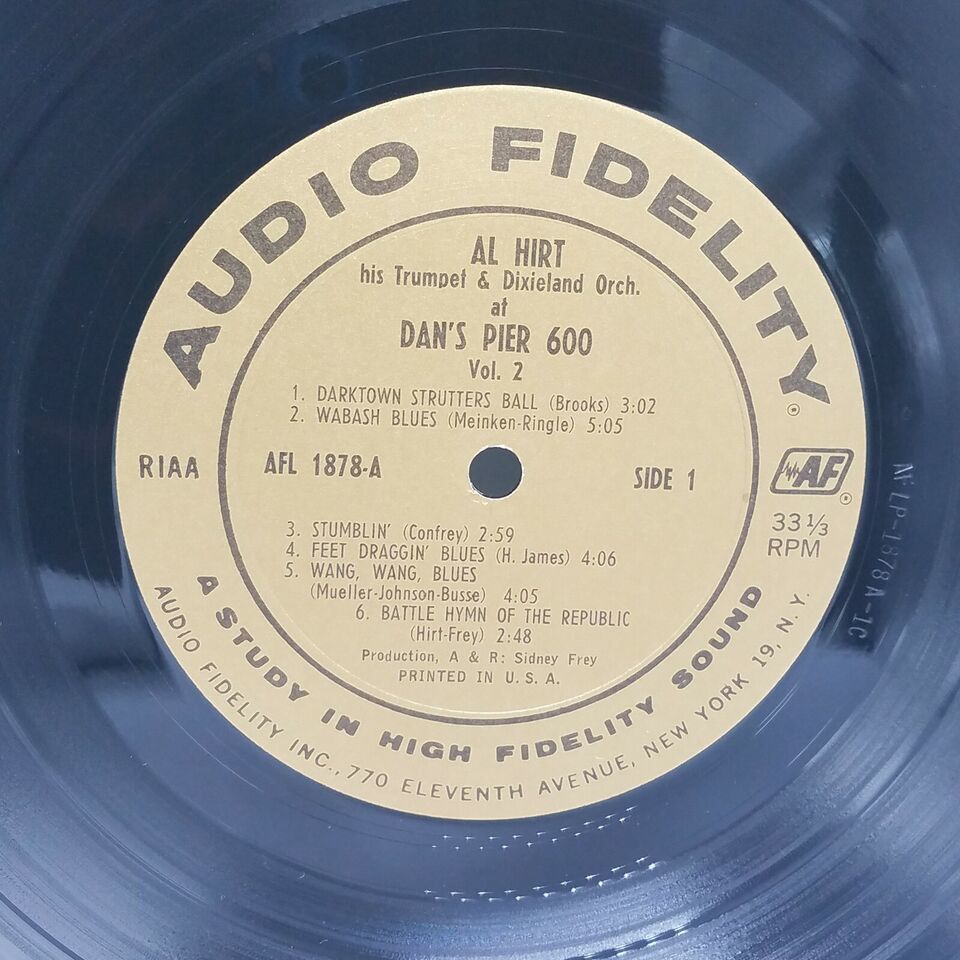 AUDIO FIDELITY®
AL HIRT
his Trumpet & Dixieland Orch.
at
DAN'S PIER 600
Vol. 2
1. DARKTOWN STRUTTERS BALL (Brooks) 3:02
2. WABASH BLUES (Meinken-Ringle) 5:05
RIAA
AFL 1878-A
SIDE 1
AF®
33⅓
RPM
3. STUMBLIN' (Confrey) 2:59
4. FEET DRAGGIN' BLUES (H. James) 4:06
5. WANG, WANG, BLUES
(Mueller-Johnson-Busse) 4:05
6. BATTLE HYMN OF THE REPUBLIC
(Hirt-Frey) 2:48
Production, A & R: Sidney Frey
PRINTED IN U.S.A.
A STUDY IN HIGH FIDELITY SOUND
AUDIO FIDELITY INC., 770 ELEVENTH AVENUE, NEW YORK 19, N.Y.
LP-1878A-1C